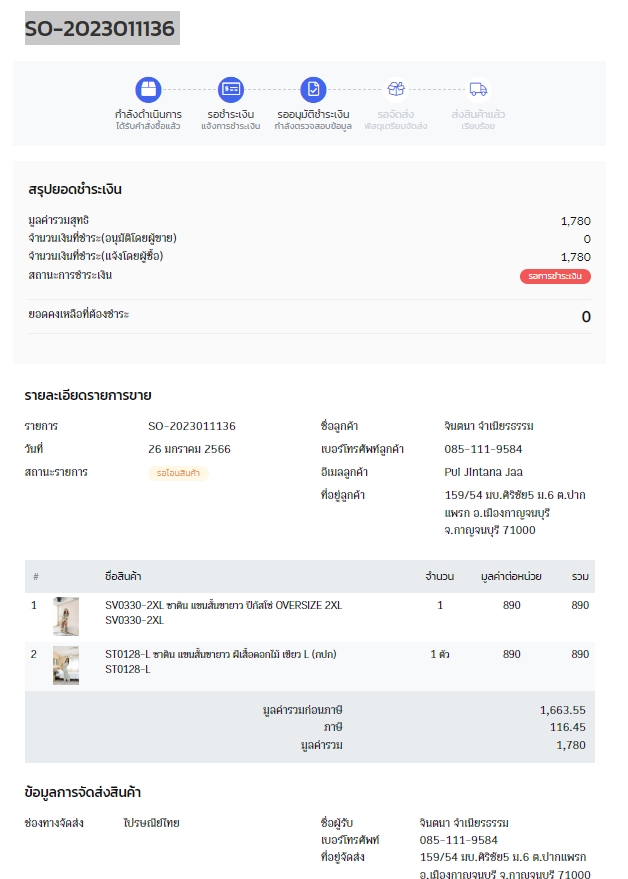 SO-2023011136
กำลังดำเนินการ
ได้รับคำสั่งซื้อแล้ว
รอชำระเงิน
แจ้งการชำระเงิน
รออนุมัติชำระเงิน
กำลังตรวจสอบข้อมูล
รอจัดส่ง
พัสดุเตรียมจัดส่ง
ส่งสินค้าแล้ว
เรียบร้อย
สรุปยอดชำระเงิน
มูลค่ารวมสุทธิ 1,780
จำนวนเงินที่ชำระ(อนุมัติโดยผู้ขาย) 0
จำนวนเงินที่ชำระ(แจ้งโดยผู้ซื้อ) 1,780
สถานะการชำระเงิน รอการชำระเงิน
ยอดคงเหลือที่ต้องชำระ 0
รายละเอียดรายการขาย
รายการ SO-2023011136
วันที่ 26 มกราคม 2566
สถานะรายการ รอโอนสินค้า
ชื่อลูกค้า จินตนา จำเนียรธรรม
เบอร์โทรศัพท์ลูกค้า 085-111-9584
อีเมลลูกค้า Pui Jintana Jaa
ที่อยู่ลูกค้า 159/54 มบ.ศิริชัย5 ม.6 ต.ปาก
แพรก อ.เมืองกาญจนบุรี
จ.กาญจนบุรี 71000
# ชื่อสินค้า จำนวน มูลค่าต่อหน่วย รวม
1 SV0330-2XL ซาติน แขนสั้นขายาว ปีกัสโซ่ OVERSIZE 2XL 1 890 890
SV0330-2XL
2 ST0128-L ซาติน แขนสั้นขายาว ผีเสื้อดอกไม้ เขียว L (กปก) 1 ตัว 890 890
ST0128-L
มูลค่ารวมก่อนภาษี 1,663.55
ภาษี 116.45
มูลค่ารวม 1,780
ข้อมูลการจัดส่งสินค้า
ช่องทางจัดส่ง ไปรษณีย์ไทย
ชื่อผู้รับ จินตนา จำเนียรธรรม
เบอร์โทรศัพท์ 085-111-9584
ที่อยู่จัดส่ง 159/54 มบ.ศิริชัย5 ม.6 ต.ปากแพรก
อ.เมืองกาญจนบุรี จ.กาญจนบุรี 71000